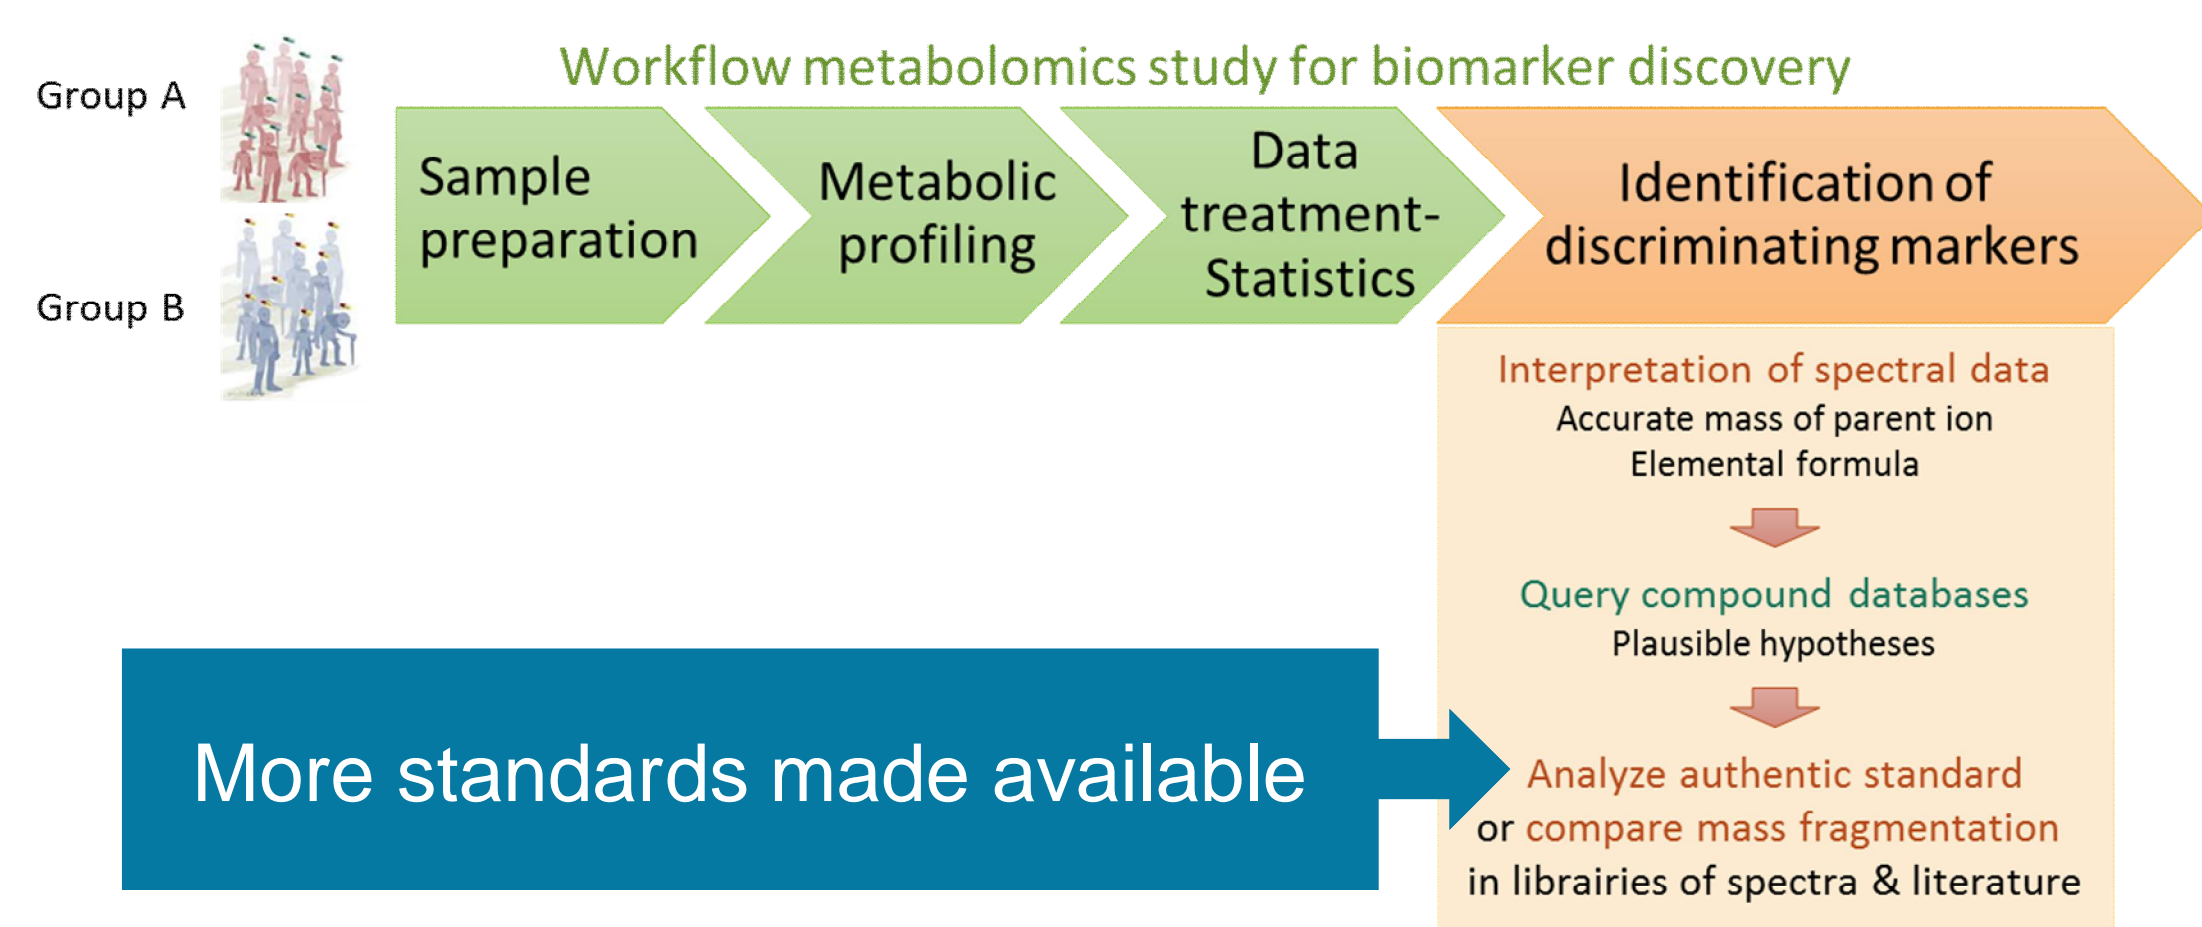 Workflow metabolomics study for biomarker discovery
Group A
Group B
Sample
preparation
Metabolic
profiling
Data
treatment-
Statistics
Identification of
discriminating markers
Interpretation of spectral data
Accurate mass of parent ion
Elemental formula
Query compound databases
Plausible hypotheses
More standards made available
Analyze authentic standard
or compare mass fragmentation
in librairies of spectra & literature